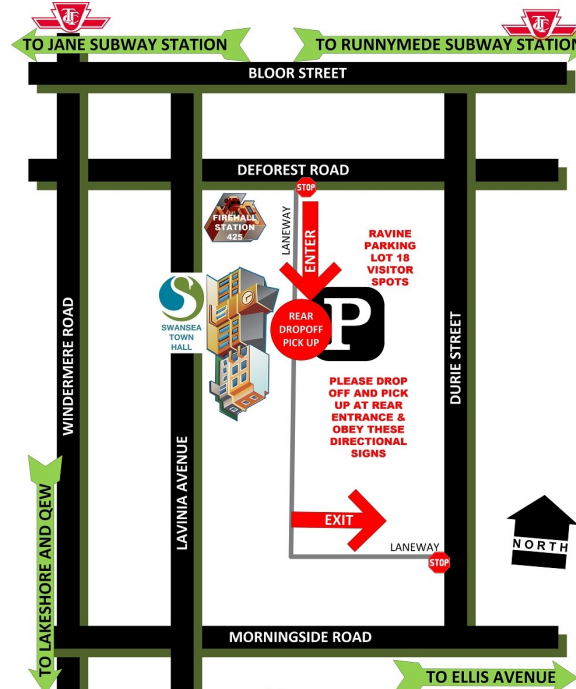 TO JANE SUBWAY STATION
TO RUNNYMEDE SUBWAY STATION
BLOOR STREET
DEFOREST ROAD
STOP
FIREHALL
STATION
425
LANEWAY
ENTER
RAVINE
PARKING
LOT 18
VISITOR
SPOTS
SWANSEA
TOWN
HALL
REAR
DROPOFF
PICK UP
P
WINDERMERE ROAD
DURIE STREET
PLEASE DROP
OFF AND PICK
UP AT REAR
ENTRANCE &
OBEY THESE
DIRECTIONAL
SIGNS
LAVINIA AVENUE
EXIT
LANEWAY
STOP
NORTH
TO LAKESHORE AND QEW
MORNINGSIDE ROAD
TO ELLIS AVENUE